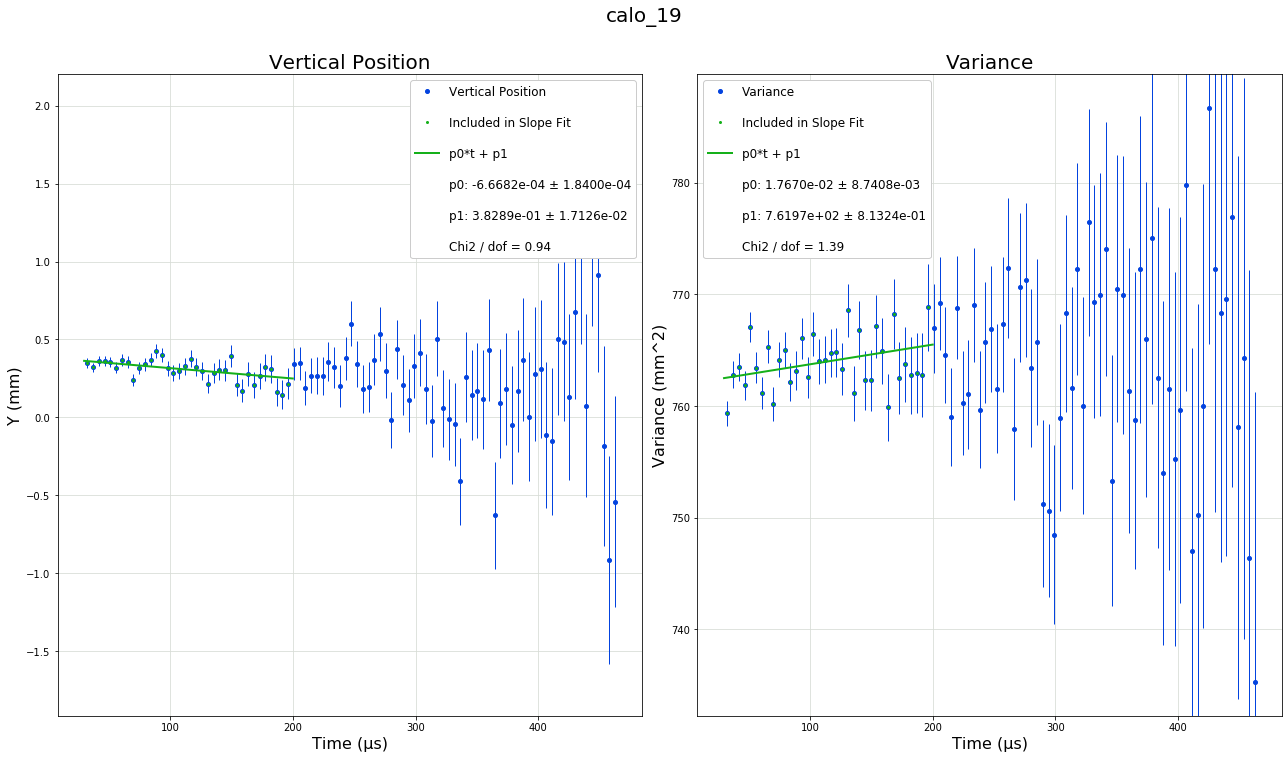 calo_19
Vertical Position
Vertical Position
Included in Slope Fit
p0*t + p1
p0: -6.6682e-04 ± 1.8400e-04
p1: 3.8289e-01 ± 1.7126e-02
Chi2 / dof = 0.94
2.0
1.5
1.0
0.5
0.0
−0.5
−1.0
−1.5
Y (mm)
100 200 300 400
Time (μs)
Variance
Variance
Included in Slope Fit
p0*t + p1
p0: 1.7670e-02 ± 8.7408e-03
p1: 7.6197e+02 ± 8.1324e-01
Chi2 / dof = 1.39
780
770
760
750
740
Variance (mm^2)
100 200 300 400
Time (μs)